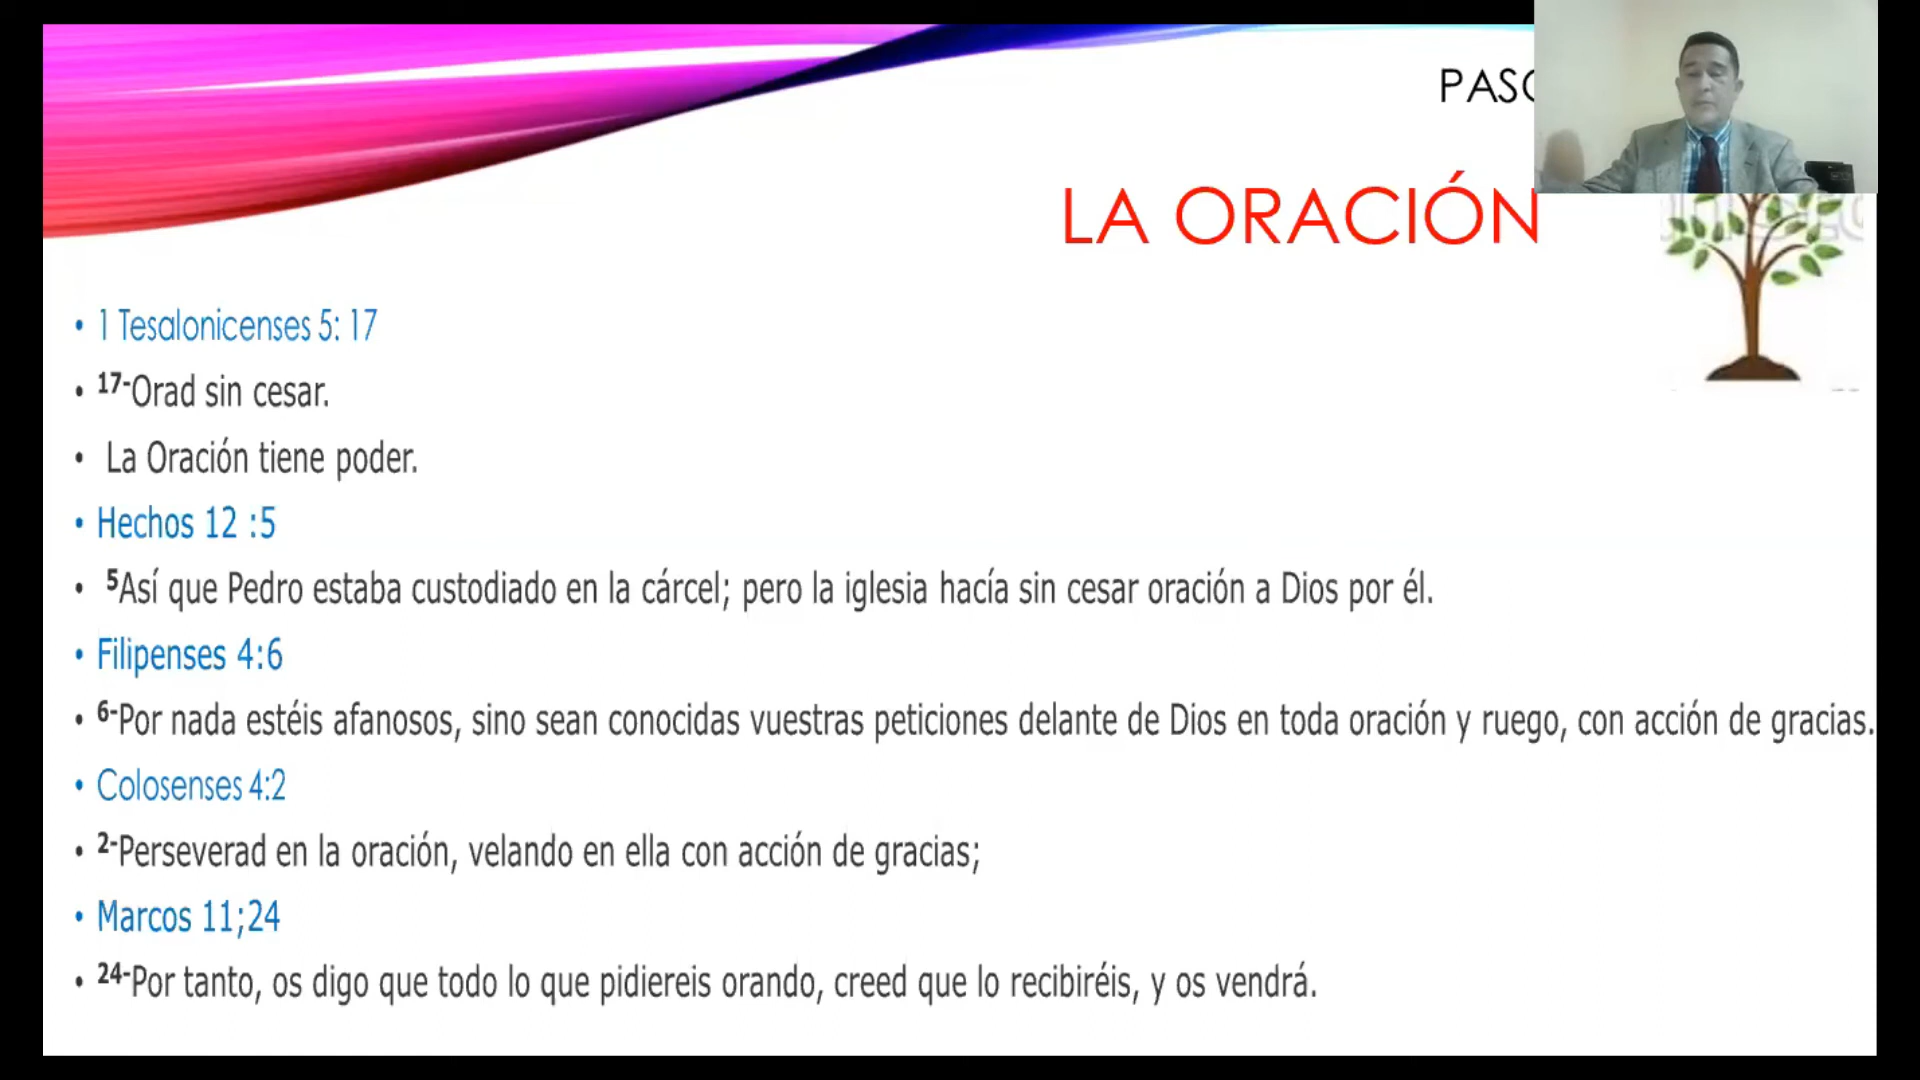 LA ORACIÓN
• 1 Tesalonicenses 5: 17
• 17-Orad sin cesar.
• La Oración tiene poder.
• Hechos 12 :5
• 5Así que Pedro estaba custodiado en la cárcel; pero la iglesia hacía sin cesar oración a Dios por él.
• Filipenses 4:6
• 6-Por nada estéis afanosos, sino sean conocidas vuestras peticiones delante de Dios en toda oración y ruego, con acción de gracias.
• Colosenses 4:2
• 2-Perseverad en la oración, velando en ella con acción de gracias;
• Marcos 11;24
• 24-Por tanto, os digo que todo lo que pidiereis orando, creed que lo recibiréis, y os vendrá.